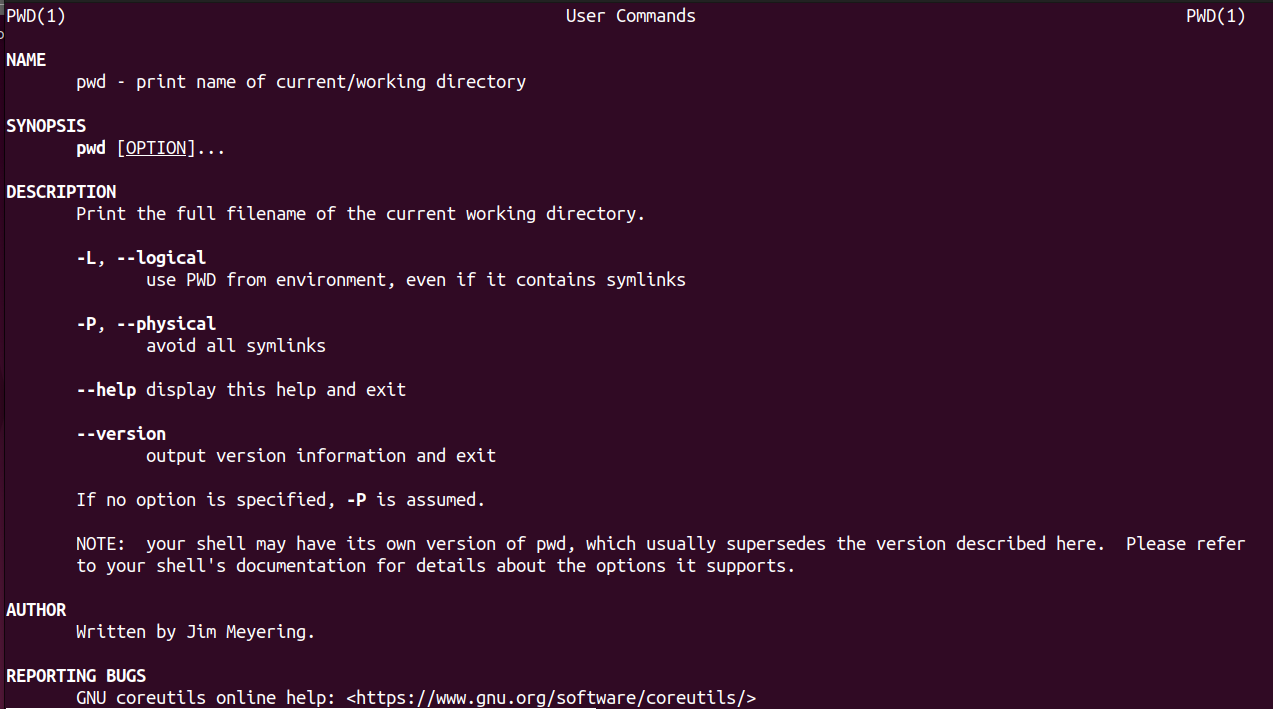 PWD(1) User Commands PWD(1)
NAME
pwd - print name of current/working directory
SYNOPSIS
pwd [OPTION]...
DESCRIPTION
Print the full filename of the current working directory.
-L, --logical
use PWD from environment, even if it contains symlinks
-P, --physical
avoid all symlinks
--help display this help and exit
--version
output version information and exit
If no option is specified, -P is assumed.
NOTE:  your shell may have its own version of pwd, which usually supersedes the version described here.  Please refer
to your shell's documentation for details about the options it supports.
AUTHOR
Written by Jim Meyering.
REPORTING BUGS
GNU coreutils online help: <https://www.gnu.org/software/coreutils/>